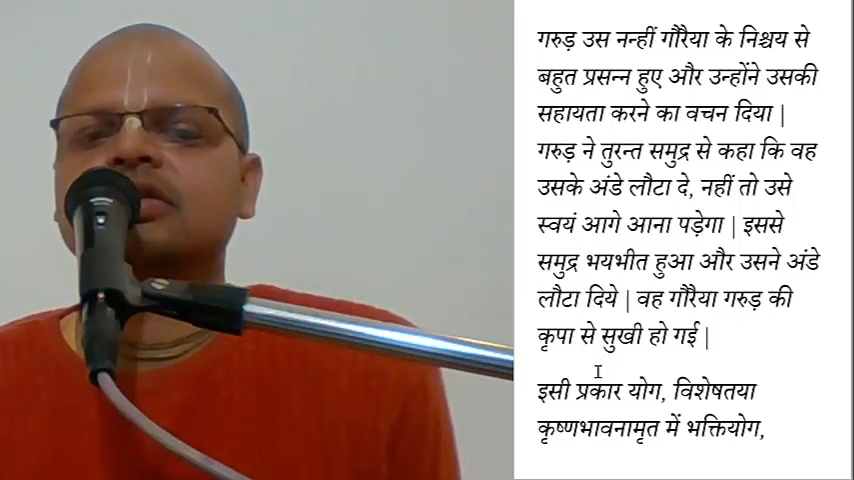 गरुड़ उस नन्हीं गौरैया के निश्चय से
बहुत प्रसन्न हुए और उन्होंने उसकी
सहायता करने का वचन दिया |
गरुड़ ने तुरन्त समुद्र से कहा कि वह
उसके अंडे लौटा दे, नहीं तो उसे
स्वयं आगे आना पड़ेगा | इससे
समुद्र भयभीत हुआ और उसने अंडे
लौटा दिये | वह गौरैया गरुड़ की
कृपा से सुखी हो गई |
इसी प्रकार योग, विशेषतया
कृष्णभावनामृत में भक्तियोग,